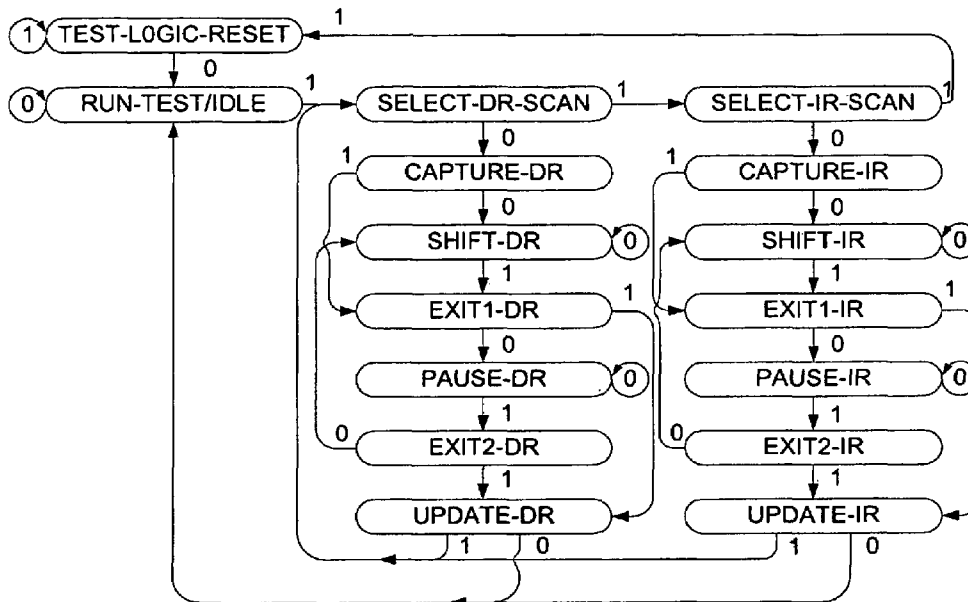 1
1 TEST-L0GIC-RESET
0
1
0 RUN-TEST/IDLE
SELECT-DR-SCAN
1
SELECT-IR-SCAN
1
0
0
1
CAPTURE-DR
1
CAPTURE-IR
0
0
SHIFT-DR
0
SHIFT-IR
0
1
1
EXIT1-DR
1
EXIT1-IR
1
0
0
PAUSE-DR
0
PAUSE-IR
0
1
1
0
EXIT2-DR
0
EXIT2-IR
1
1
UPDATE-DR
UPDATE-IR
1
0
1
0